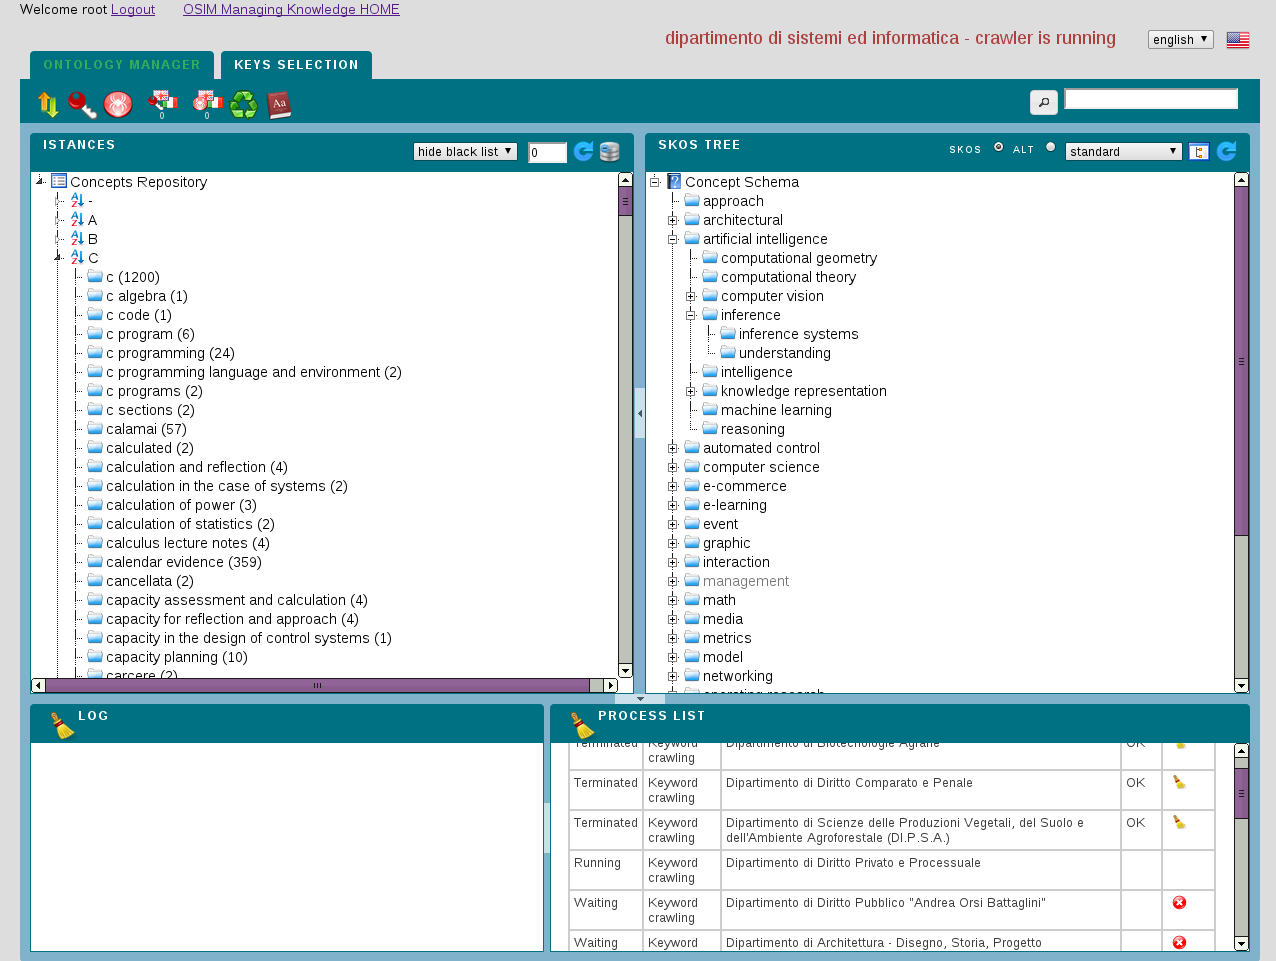 Welcome root Logout OSIM Managing Knowledge HOME
dipartimento di sistemi ed informatica - crawler is running
english
ONTOLOGY MANAGER KEYS SELECTION
0 0
ISTANCES hide black list 0
Concepts Repository
-
A
B
C
c (1200)
c algebra (1)
c code (1)
c program (6)
c programming (24)
c programming language and environment (2)
c programs (2)
c sections (2)
calamai (57)
calculated (2)
calculation and reflection (4)
calculation in the case of systems (2)
calculation of power (3)
calculation of statistics (2)
calculus lecture notes (4)
calendar evidence (359)
cancellata (2)
capacity assessment and calculation (4)
capacity for reflection and approach (4)
capacity in the design of control systems (1)
capacity planning (10)
carcere (2)
SKOS TREE SKOS ALT standard
Concept Schema
approach
architectural
artificial intelligence
computational geometry
computational theory
computer vision
inference
inference systems
understanding
intelligence
knowledge representation
machine learning
reasoning
automated control
computer science
e-commerce
e-learning
event
graphic
interaction
management
math
media
metrics
model
networking
operating research
LOG
PROCESS LIST
Terminated Keyword crawling Dipartimento di Biotecnologie Agrarie OK
Terminated Keyword crawling Dipartimento di Diritto Comparato e Penale OK
Terminated Keyword crawling Dipartimento di Scienze delle Produzioni Vegetali, del Suolo e dell'Ambiente Agroforestale (DI.P.S.A.) OK
Running Keyword crawling Dipartimento di Diritto Privato e Processuale
Waiting Keyword crawling Dipartimento di Diritto Pubblico "Andrea Orsi Battaglini"
Waiting Keyword Dipartimento di Architettura - Disegno, Storia, Progetto